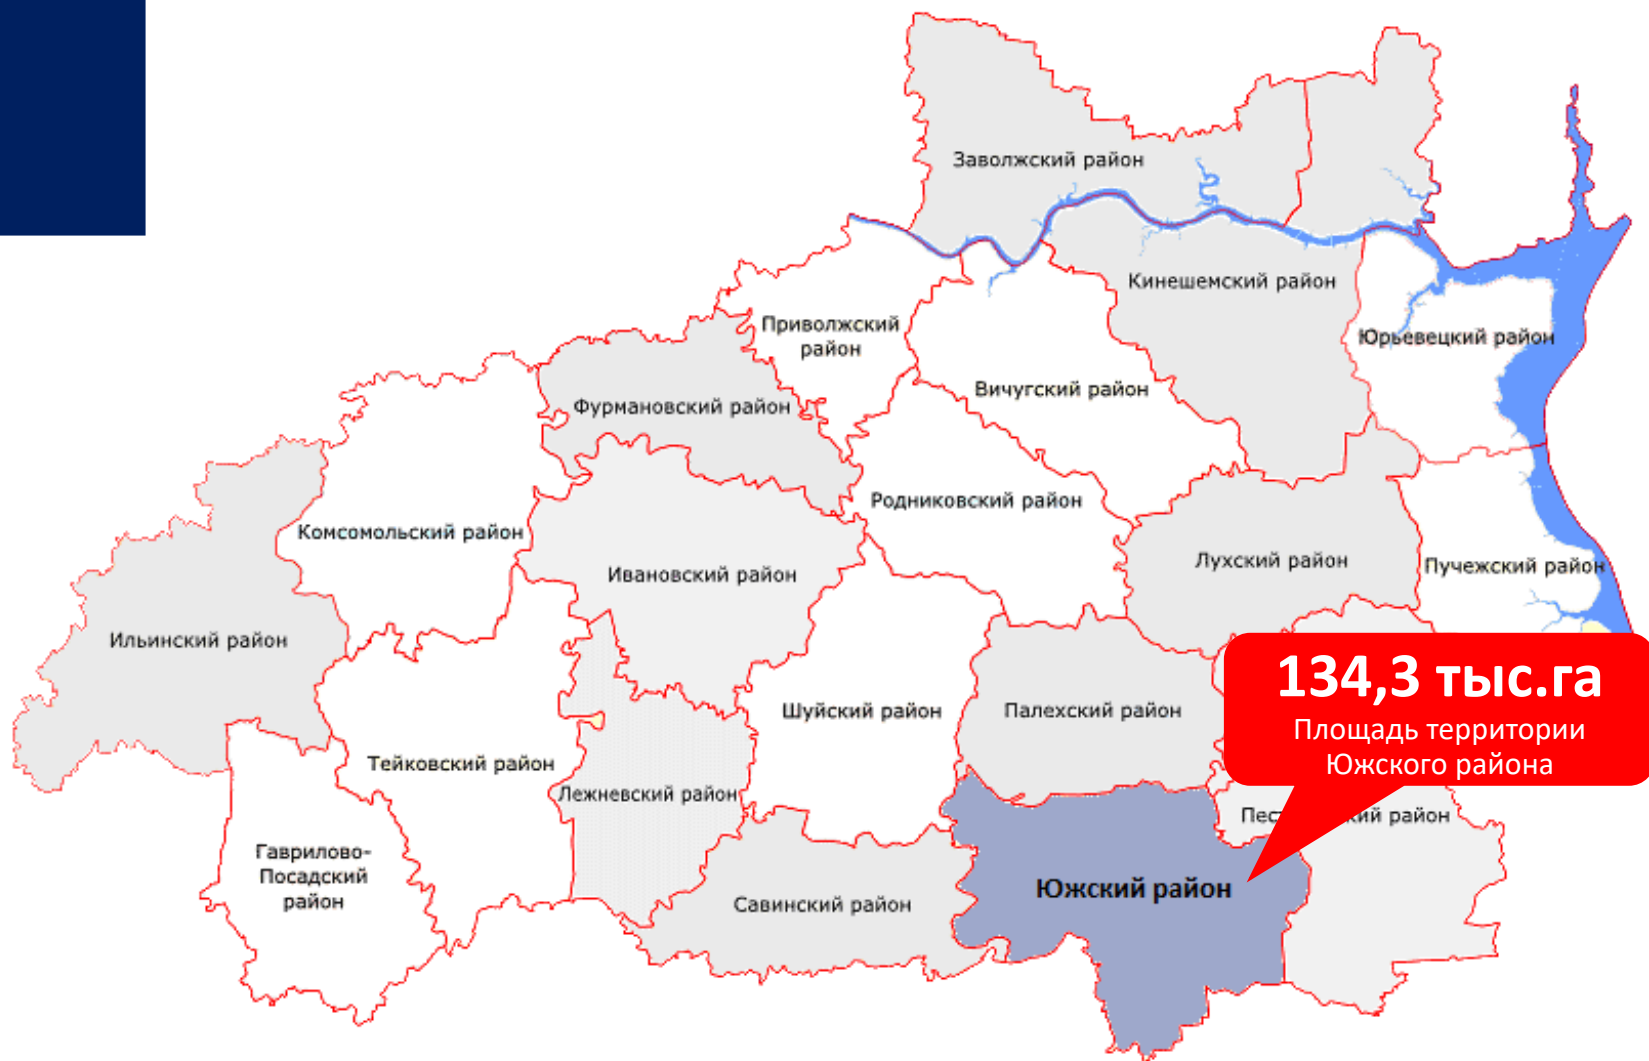 Заволжский район
Кинешемский район
Приволжский
район
Юрьевецкий район
Вичугский район
Фурмановский район
Родниковский район
Комсомольский район
Лухский район
Пучежский район
Ивановский район
Ильинский район
134,3 тыс.га
Площадь территории
Южского района
Шуйский район
Палехский район
Тейковский район
Лежневский район
район
Гаврилово-
Посадский
район
Южский район
Савинский район